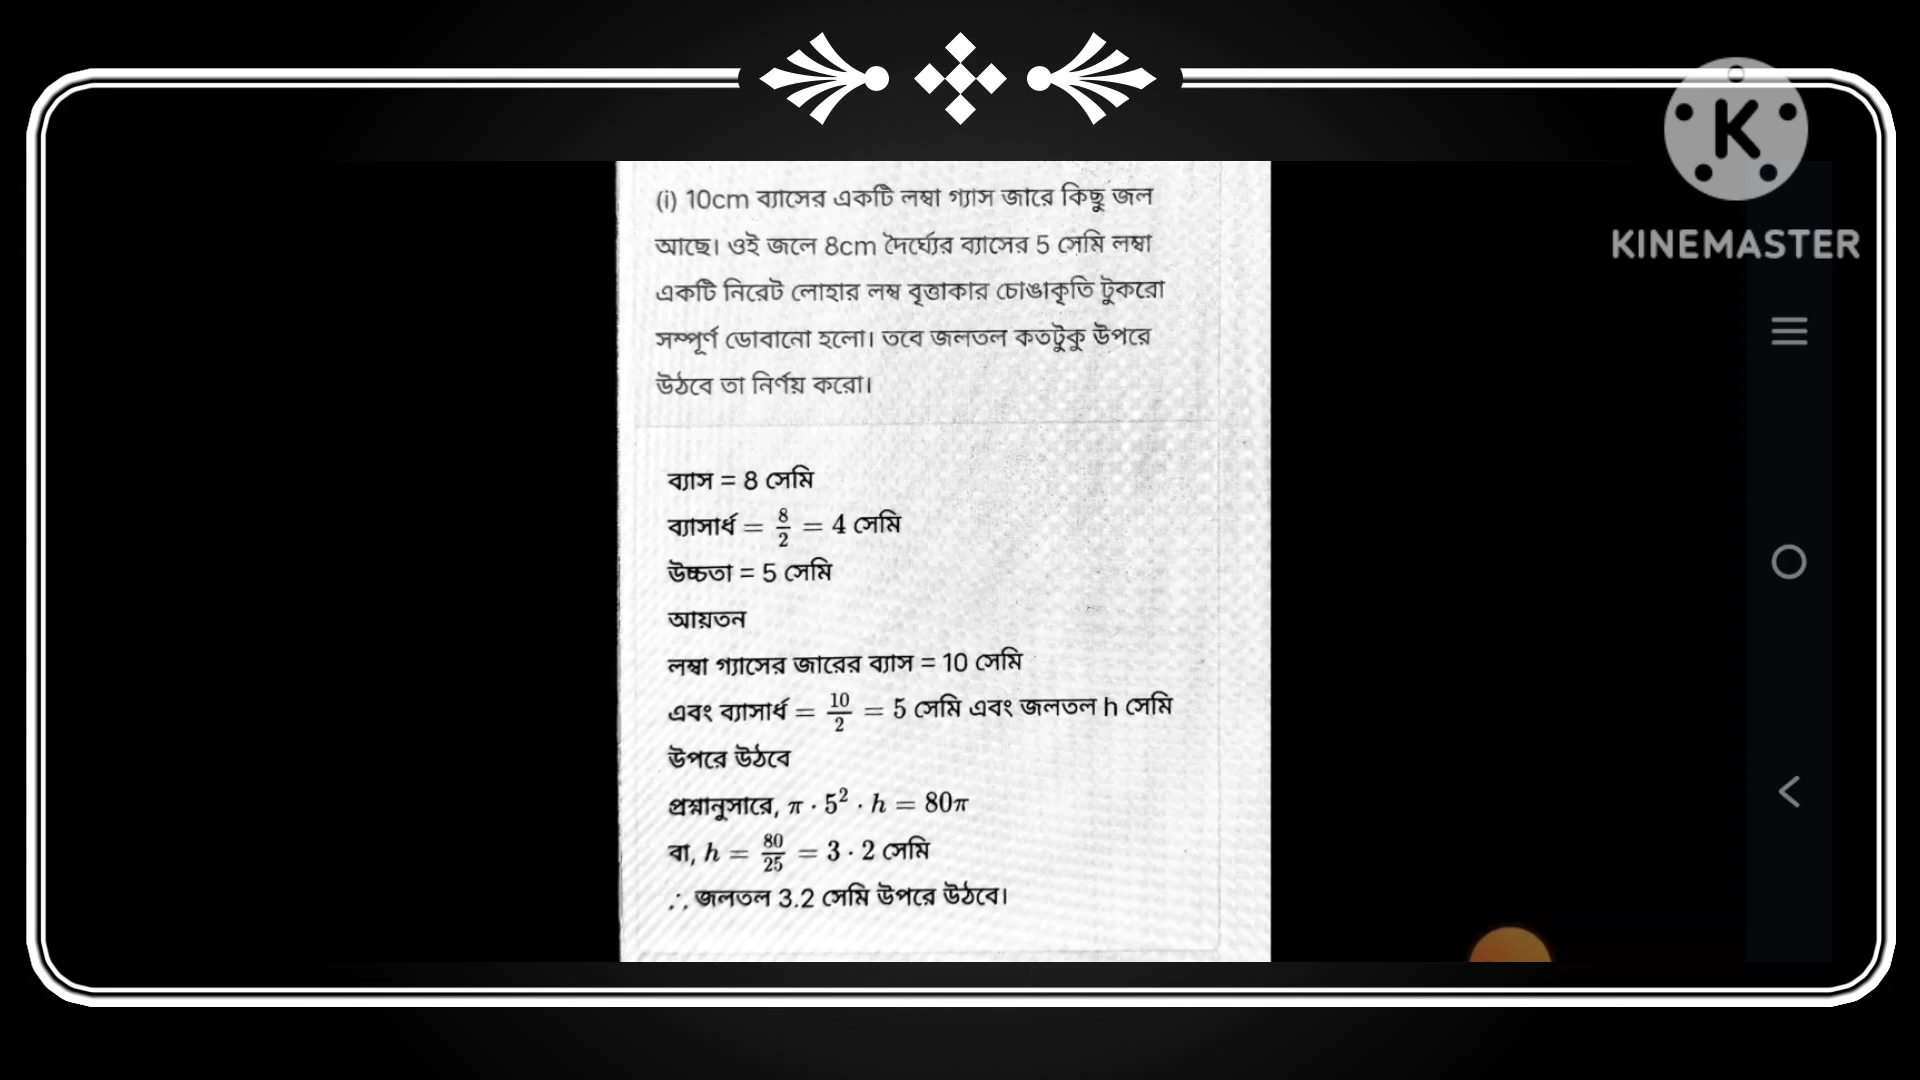 KINEMASTER
(i) 10cm ব্যাসের একটি লম্বা গ্যাস জারে কিছু জল
আছে। ওই জলে 8cm দৈর্ঘ্যের ব্যাসের 5 সেমি লম্বা
একটি নিরেট লোহার লম্ব বৃত্তাকার চোঙাকৃতি টুকরো
সম্পূর্ণ ডোবানো হলো। তবে জলতল কতটুকু উপরে
উঠবে তা নির্ণয় করো।
ব্যাস = 8 সেমি
ব্যাসার্ধ = 8/2 = 4 সেমি
উচ্চতা = 5 সেমি
আয়তন
লম্বা গ্যাসের জারের ব্যাস = 10 সেমি
এবং ব্যাসার্ধ = 10/2 = 5 সেমি এবং জলতল h সেমি
উপরে উঠবে
প্রশ্নানুসারে, π · 5² · h = 80π
বা, h = 80/25 = 3 · 2 সেমি
∴ জলতল 3.2 সেমি উপরে উঠবে।